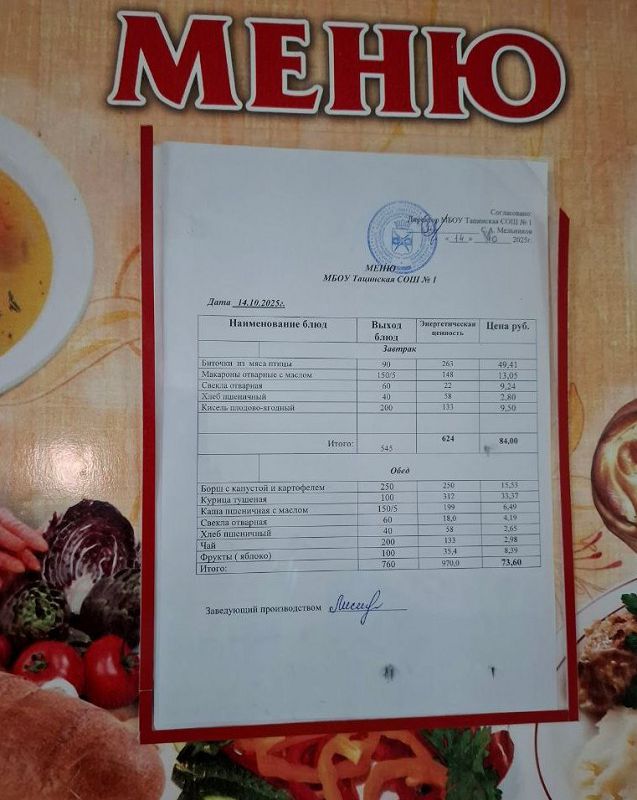 МЕНЮ
Согласовано:
Директор МБОУ Тацинская СОШ № 1
С.А. Мельников
« 14 » 10 2025г.
МЕНЮ
МБОУ Тацинская СОШ № 1
Дата 14.10.2025г.
Наименование блюд Выход блюд Энергетическая ценность Цена руб.
Завтрак
Биточки из мяса птицы 90 263 49,41
Макароны отварные с маслом 150/5 148 13,05
Свекла отварная 60 22 9,24
Хлеб пшеничный 40 58 2,80
Кисель плодово-ягодный 200 133 9,50
Итого: 545 624 84,00
Обед
Борщ с капустой и картофелем 250 250 15,53
Курица тушеная 100 312 33,37
Каша пшеничная с маслом 150/5 199 6,49
Свекла отварная 60 18,0 4,19
Хлеб пшеничный 40 58 2,65
Чай 200 133 2,98
Фрукты ( яблоко) 100 35,4 8,39
Итого: 760 970,0 73,60
Заведующий производством